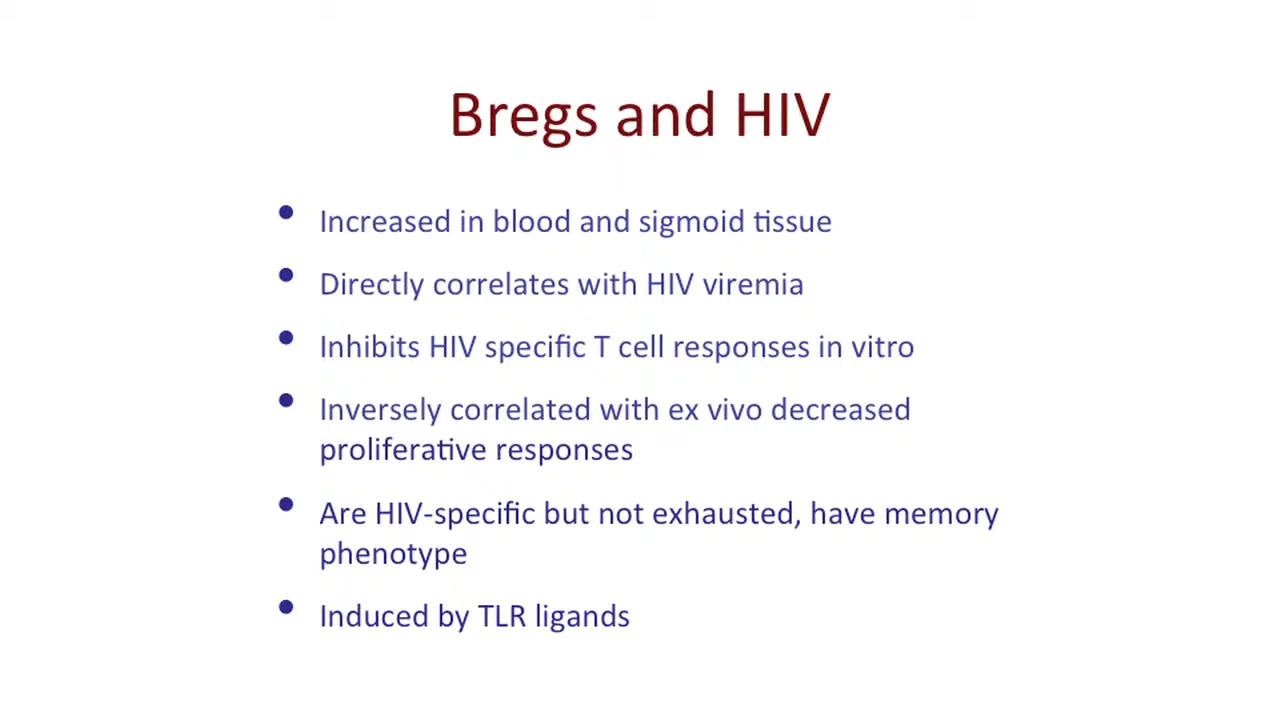 Bregs and HIV
• Increased in blood and sigmoid tissue
• Directly correlates with HIV viremia
• Inhibits HIV specific T cell responses in vitro
• Inversely correlated with ex vivo decreased
proliferative responses
• Are HIV-specific but not exhausted, have memory
phenotype
• Induced by TLR ligands